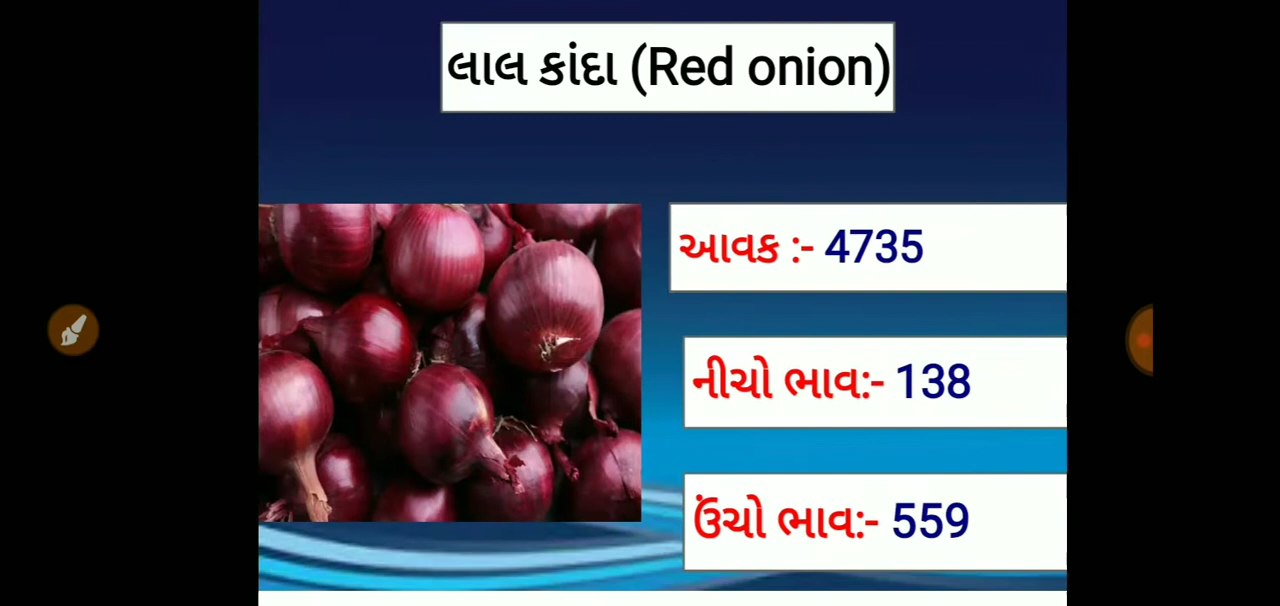 લાલ કાંદા (Red onion)
આવક :- 4735
નીચો ભાવ:- 138
ઉંચો ભાવ:- 559